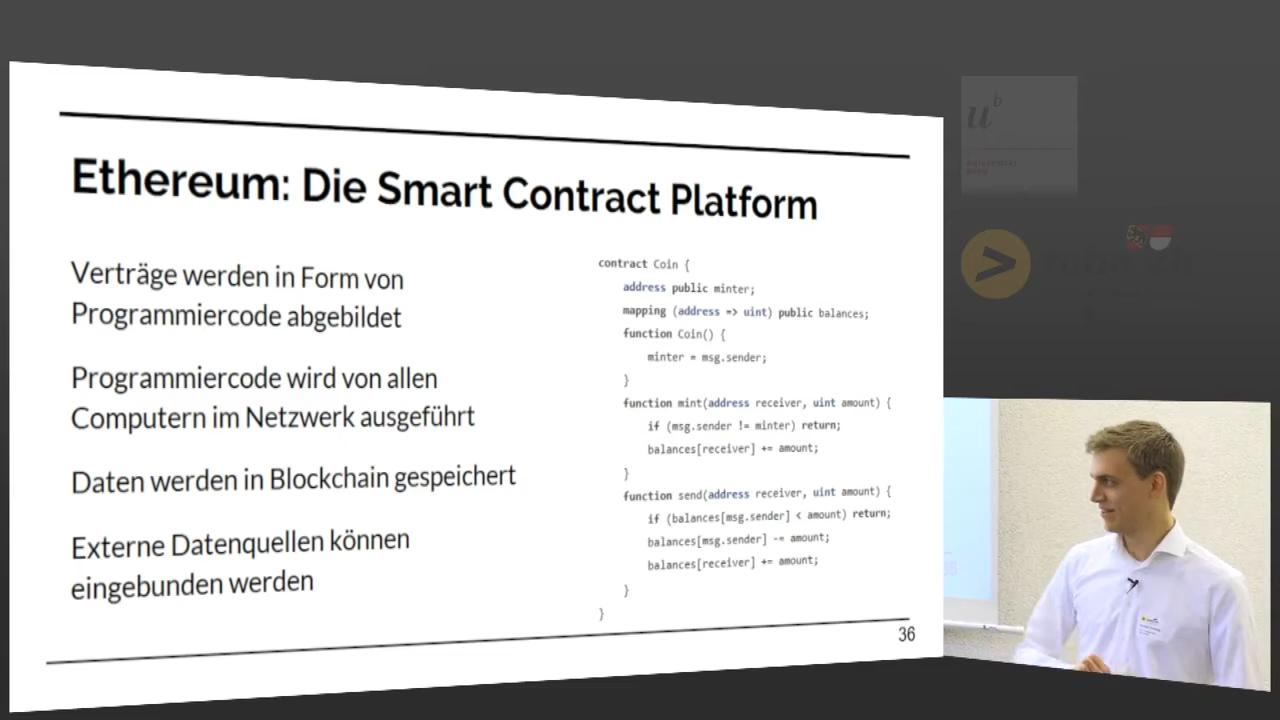 Ethereum: Die Smart Contract Platform
Verträge werden in Form von
Programmiercode abgebildet
Programmiercode wird von allen
Computern im Netzwerk ausgeführt
Daten werden in Blockchain gespeichert
Externe Datenquellen können
eingebunden werden
contract Coin {
address public minter;
mapping (address => uint) public balances;
function Coin() {
minter = msg.sender;
}
function mint(address receiver, uint amount) {
if (msg.sender != minter) return;
balances[receiver] += amount;
}
function send(address receiver, uint amount) {
if (balances[msg.sender] < amount) return;
balances[msg.sender] -= amount;
balances[receiver] += amount;
}
}
36
u b